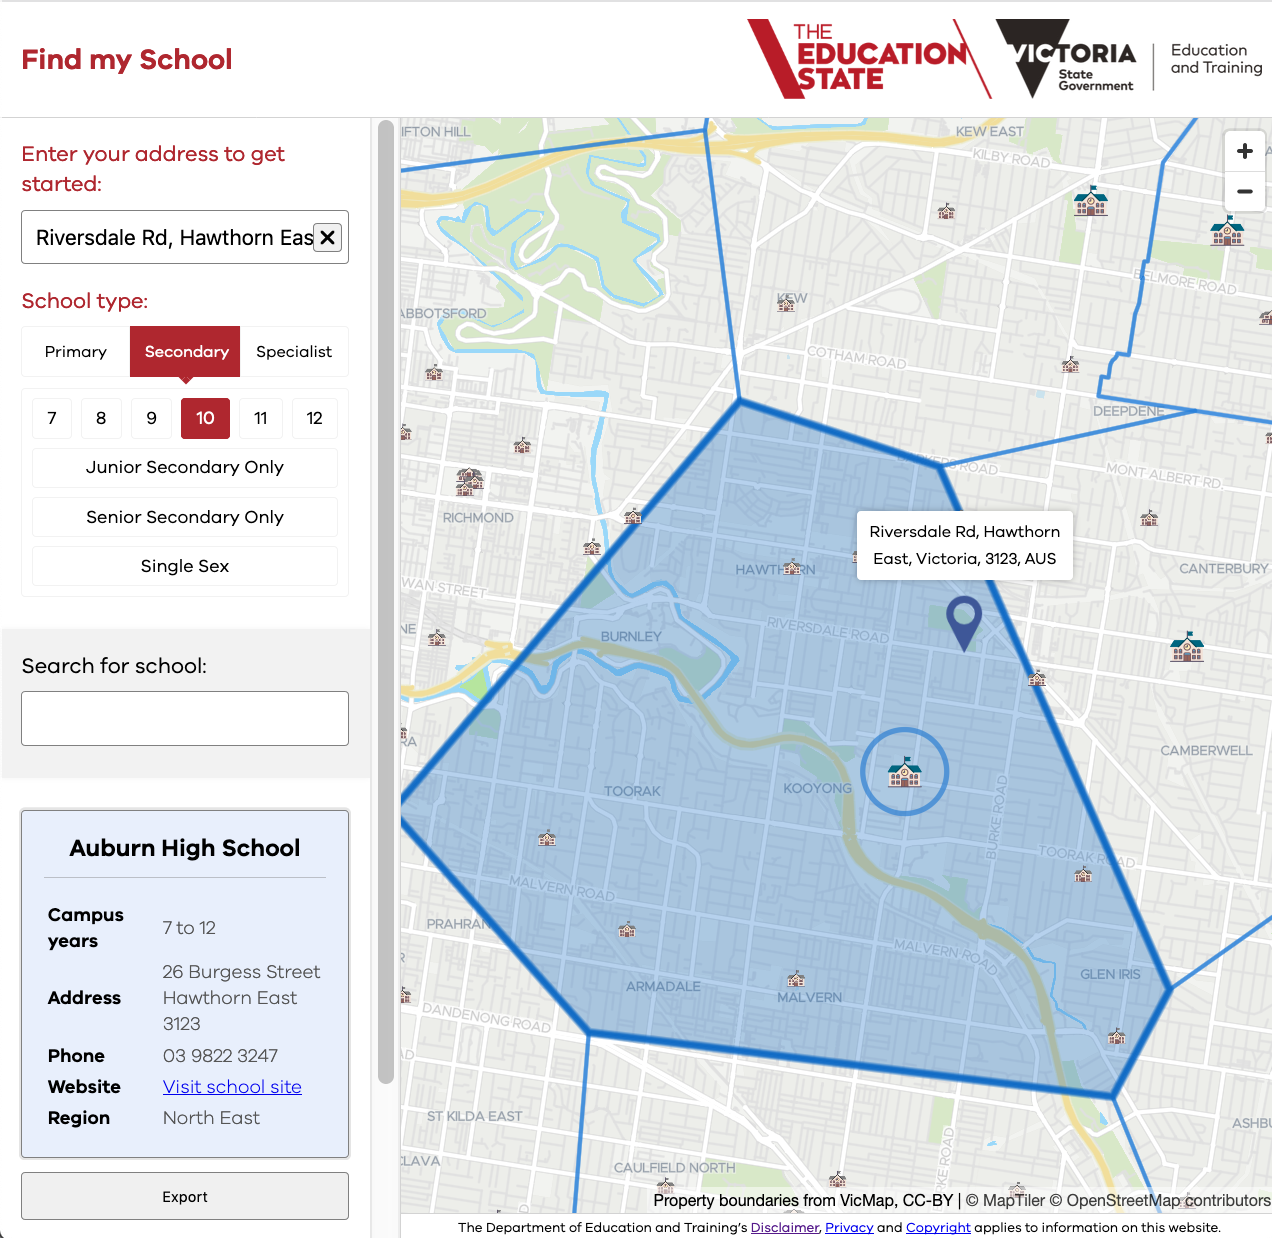 Find my School
THE
EDUCATION
STATE
VICTORIA
State
Government
Education
and Training
Enter your address to get
started:
Riversdale Rd, Hawthorn Eas
School type:
Primary
Secondary
Specialist
7
8
9
10
11
12
Junior Secondary Only
Senior Secondary Only
Single Sex
Search for school:
Auburn High School
Campus
years
7 to 12
Address
26 Burgess Street
Hawthorn East
3123
Phone
03 9822 3247
Website
Visit school site
Region
North East
Export
IFTON HILL
KEW EAST
KILBY ROAD
BELMORE ROAD
KEW
ABBOTSFORD
COTHAM ROAD
DEEPDENE
ROAD
MONT ALBERT RD.
RICHMOND
Riversdale Rd, Hawthorn
East, Victoria, 3123, AUS
HAWTHORN
CANTERBURY
WAN STREET
NE
BURNLEY
RIVERSDALE ROAD
RA
CAMBERWELL
TOORAK
KOOYONG
BURKE ROAD
TOORAK ROAD
MALVERN ROAD
PRAHRAN
MALVERN ROAD
GLEN IRIS
ARMADALE
MALVERN
DANDENONG ROAD
ST KILDA EAST
ASHBU
CLAVA
CAULFIELD NORTH
KE ROAD
Property boundaries from VicMap, CC-BY | © MapTiler © OpenStreetMap contributors
The Department of Education and Training's Disclaimer, Privacy and Copyright applies to information on this website.